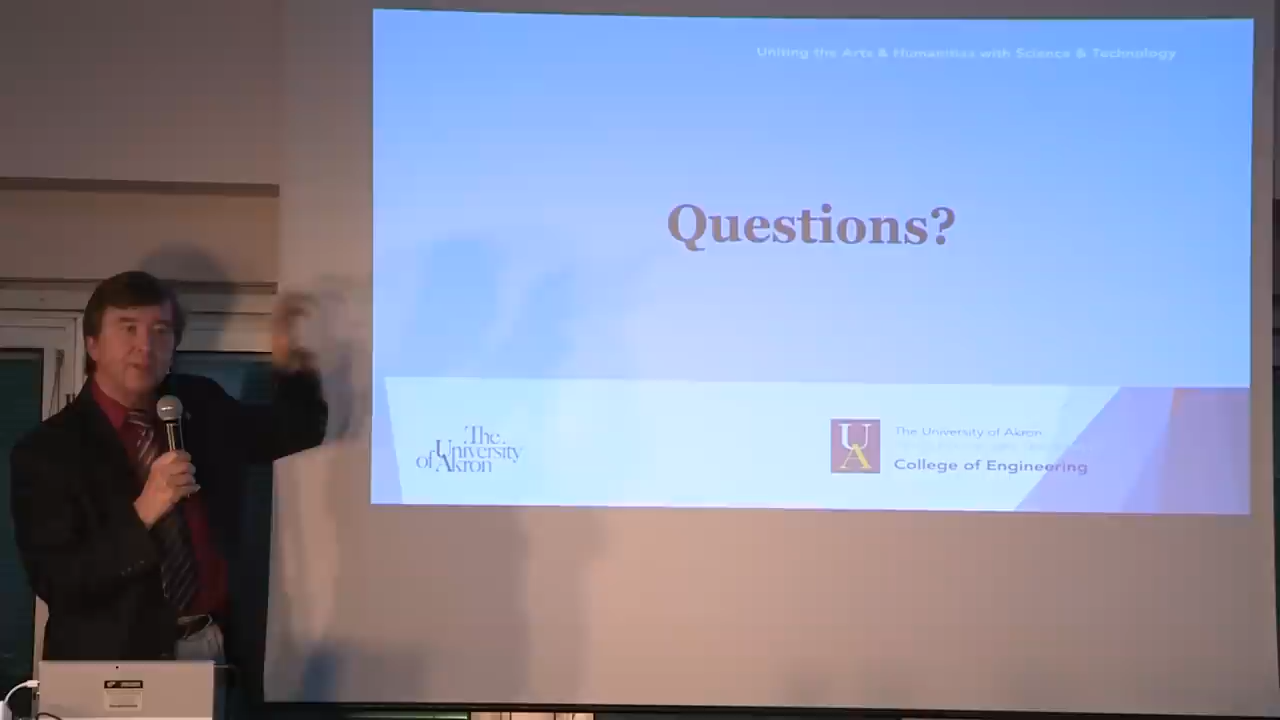 Uniting the Arts & Humanities with Science & Technology
Questions?
The
University
of Akron
UA
The University of Akron
College of Engineering